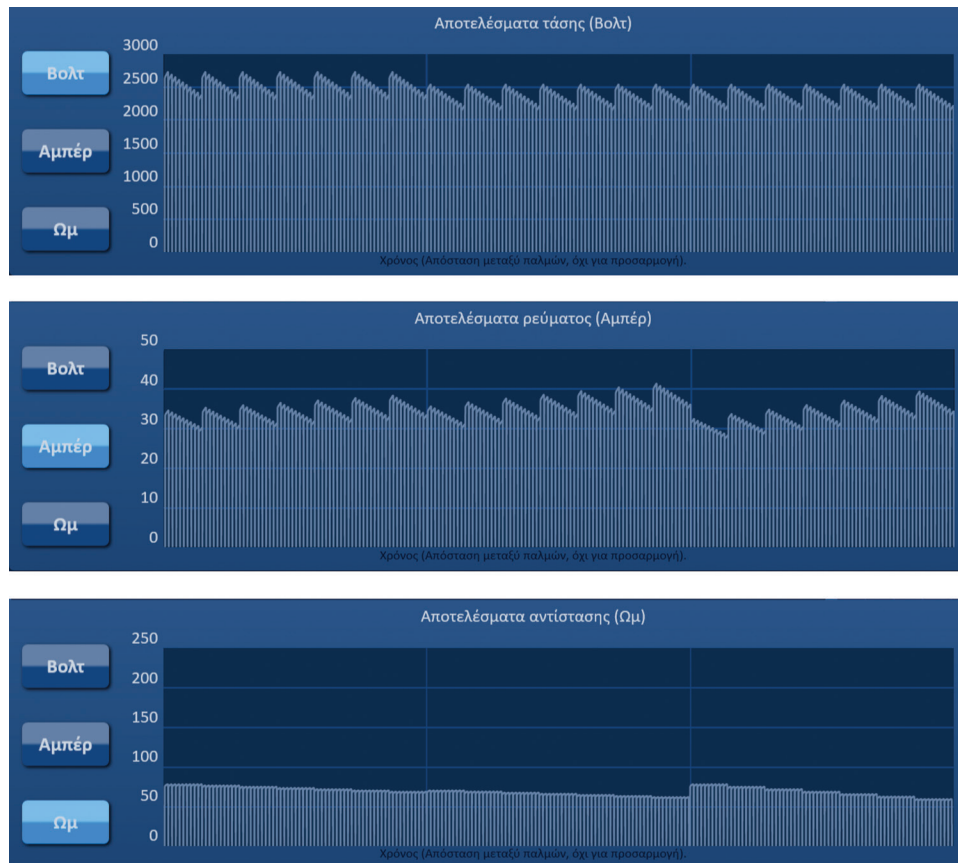 Αποτελέσματα τάσης (Βολτ)
3000
2500
2000
1500
1000
500
0
Βολτ
Αμπέρ
Ωμ
Χρόνος (Απόσταση μεταξύ παλμών, όχι για προσαρμογή).
Αποτελέσματα ρεύματος (Αμπέρ)
50
40
30
20
10
0
Βολτ
Αμπέρ
Ωμ
Χρόνος (Απόσταση μεταξύ παλμών, όχι για προσαρμογή).
Αποτελέσματα αντίστασης (Ωμ)
250
200
150
100
50
0
Βολτ
Αμπέρ
Ωμ
Χρόνος (Απόσταση μεταξύ παλμών, όχι για προσαρμογή).